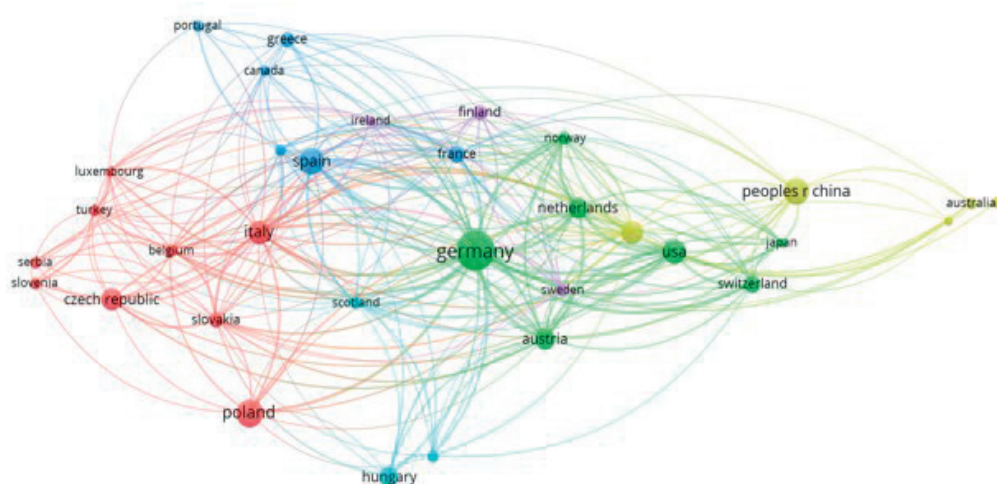 portugal
greece
canada
ireland
finland
norway
spain
france
luxembourg
peoples r china
turkey
netherlands
australia
italy
germany
belgium
usa
japan
serbia
slovenia
sweden
switzerland
czech republic
scotland
slovakia
austria
poland
hungary